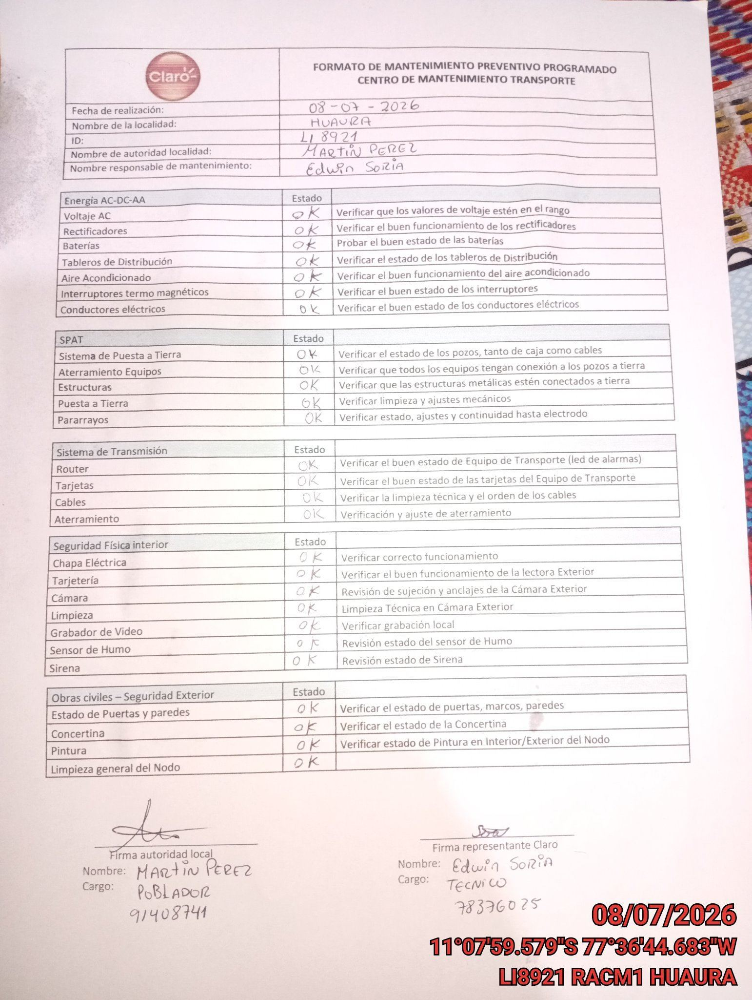 Claro
FORMATO DE MANTENIMIENTO PREVENTIVO PROGRAMADO
CENTRO DE MANTENIMIENTO TRANSPORTE
Fecha de realización: 08-07-2026
Nombre de la localidad: HUAURA
ID: LI 8921
Nombre de autoridad localidad: MARTIN PEREZ
Nombre responsable de mantenimiento: Edwin SORIA
Energía AC-DC-AA Estado
Voltaje AC OK Verificar que los valores de voltaje estén en el rango
Rectificadores OK Verificar el buen funcionamiento de los rectificadores
Baterías OK Probar el buen estado de las baterías
Tableros de Distribución OK Verificar el estado de los tableros de Distribución
Aire Acondicionado OK Verificar el buen funcionamiento del aire acondicionado
Interruptores termo magnéticos OK Verificar el buen estado de los interruptores
Conductores eléctricos OK Verificar el buen estado de los conductores eléctricos
SPAT Estado
Sistema de Puesta a Tierra OK Verificar el estado de los pozos, tanto de caja como cables
Aterramiento Equipos OK Verificar que todos los equipos tengan conexión a los pozos a tierra
Estructuras OK Verificar que las estructuras metálicas estén conectados a tierra
Puesta a Tierra OK Verificar limpieza y ajustes mecánicos
Pararrayos OK Verificar estado, ajustes y continuidad hasta electrodo
Sistema de Transmisión Estado
Router OK Verificar el buen estado de Equipo de Transporte (led de alarmas)
Tarjetas OK Verificar el buen estado de las tarjetas del Equipo de Transporte
Cables OK Verificar la limpieza técnica y el orden de los cables
Aterramiento OK Verificación y ajuste de aterramiento
Seguridad Física interior Estado
Chapa Eléctrica OK Verificar correcto funcionamiento
Tarjetería OK Verificar el buen funcionamiento de la lectora Exterior
Cámara OK Revisión de sujeción y anclajes de la Cámara Exterior
Limpieza OK Limpieza Técnica en Cámara Exterior
Grabador de Video OK Verificar grabación local
Sensor de Humo OK Revisión estado del sensor de Humo
Sirena OK Revisión estado de Sirena
Obras civiles – Seguridad Exterior Estado
Estado de Puertas y paredes OK Verificar el estado de puertas, marcos, paredes
Concertina OK Verificar el estado de la Concertina
Pintura OK Verificar estado de Pintura en Interior/Exterior del Nodo
Limpieza general del Nodo OK
Firma autoridad local
Nombre: MARTIN PEREZ
Cargo: POBLADOR
91408741
Soria
Firma representante Claro
Nombre: Edwin SORIA
Cargo: TECNICO
78376025
08/07/2026
11°07'59.579"S 77°36'44.683"W
LI8921 RACM1 HUAURA